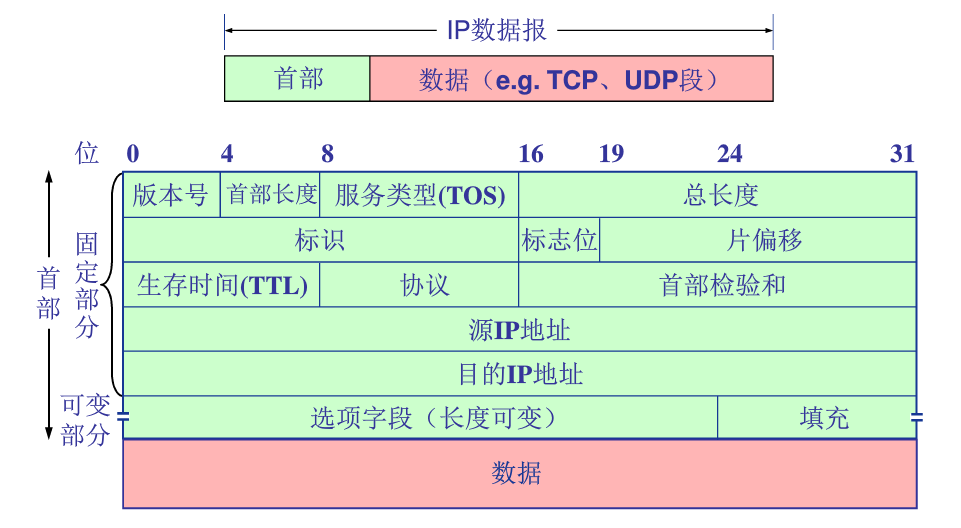 IP数据报
首部 数据（e.g. TCP、UDP段）
位 0 4 8 16 19 24 31
版本号 首部长度 服务类型(TOS) 总长度
标识 标志位 片偏移
生存时间(TTL) 协议 首部检验和
源IP地址
目的IP地址
选项字段（长度可变） 填充
数据
首部
固定部分
可变
部分